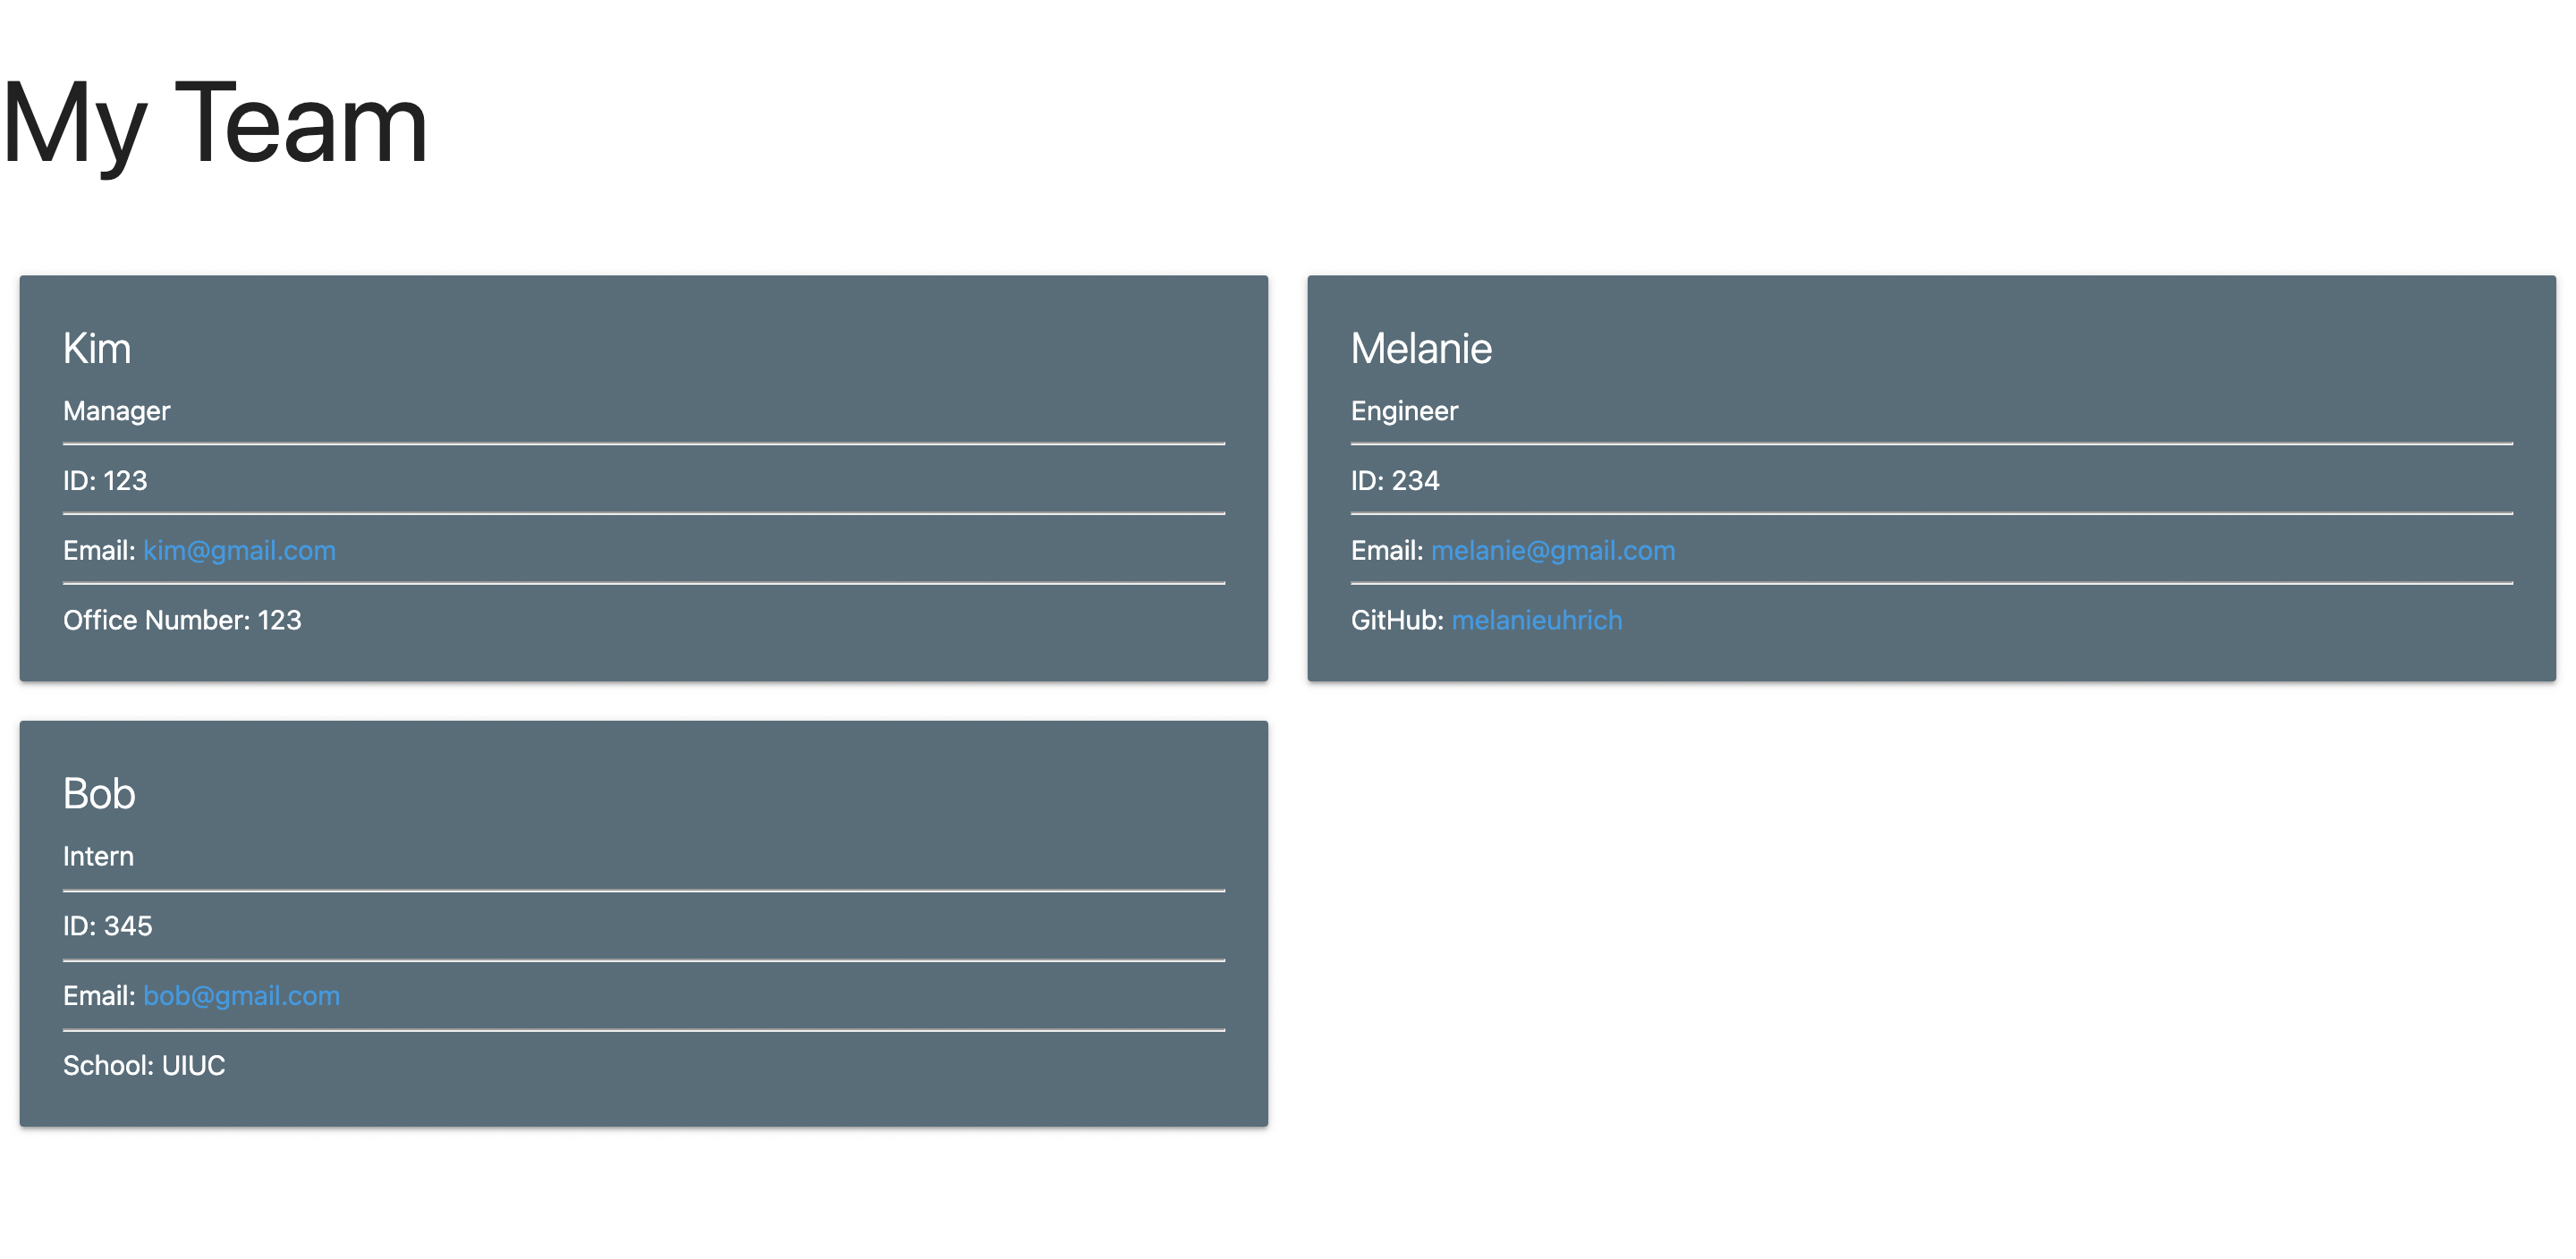 My Team
Kim
Manager
ID: 123
Email: kim@gmail.com
Office Number: 123
Melanie
Engineer
ID: 234
Email: melanie@gmail.com
GitHub: melanieuhrich
Bob
Intern
ID: 345
Email: bob@gmail.com
School: UIUC